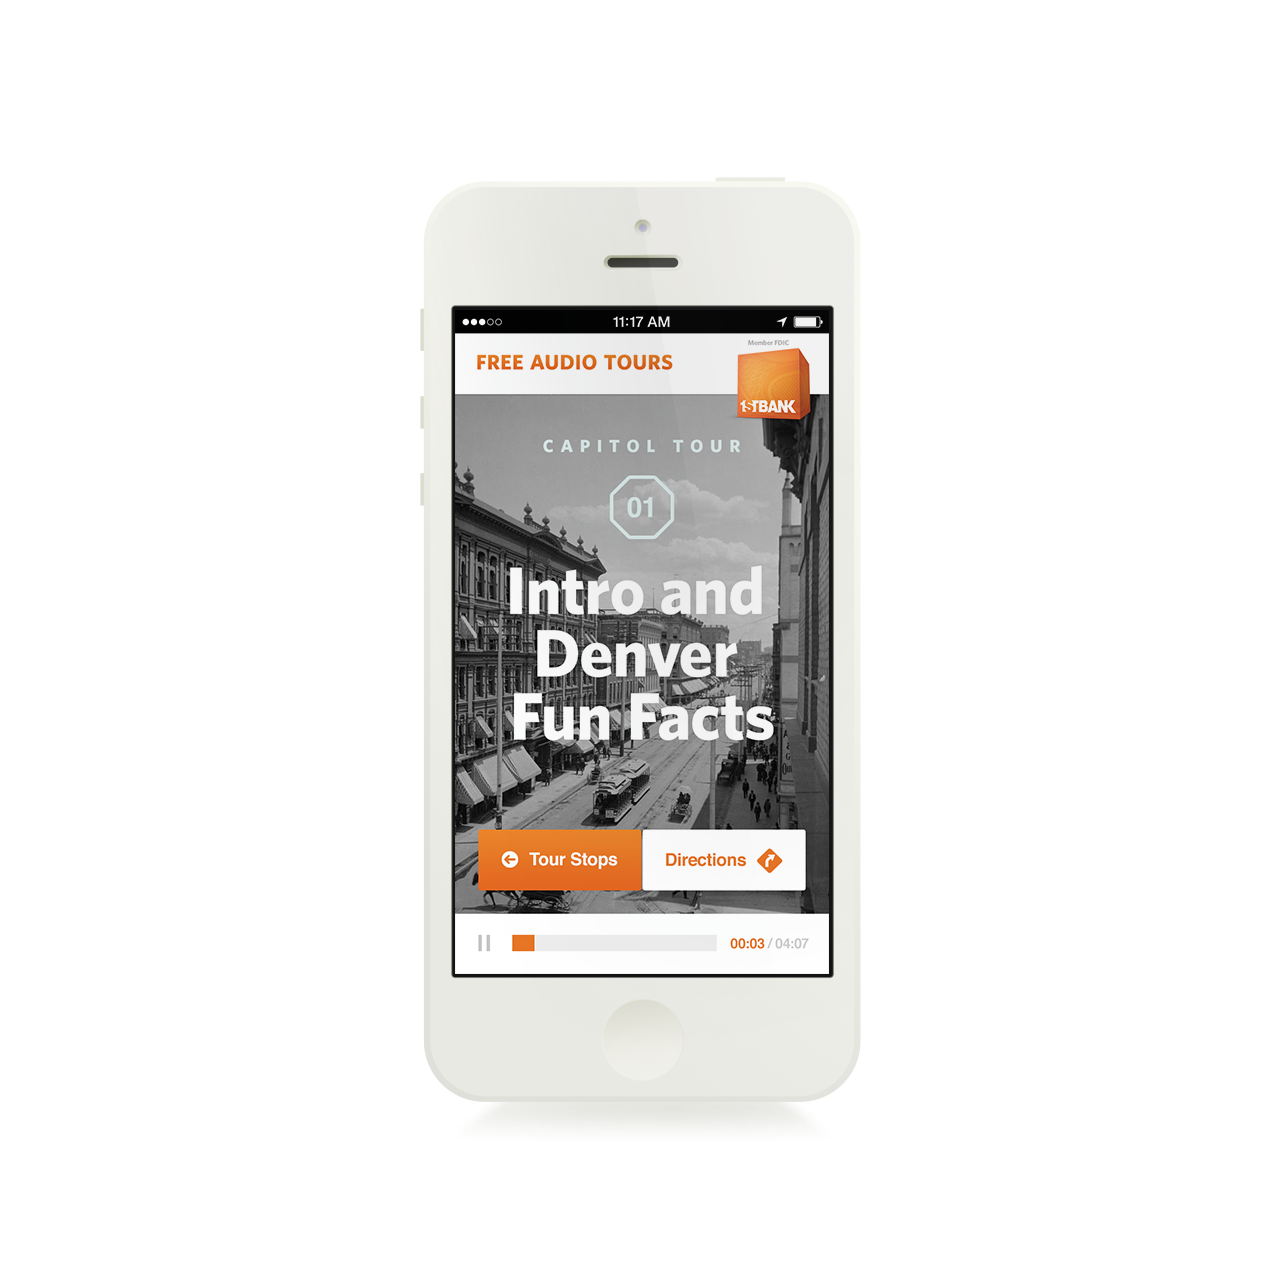 11:17 AM
Member FDIC
FREE AUDIO TOURS
1STBANK
CAPITOL TOUR
01
Intro and
Denver
Fun Facts
Tour Stops
Directions
00:03 / 04:07